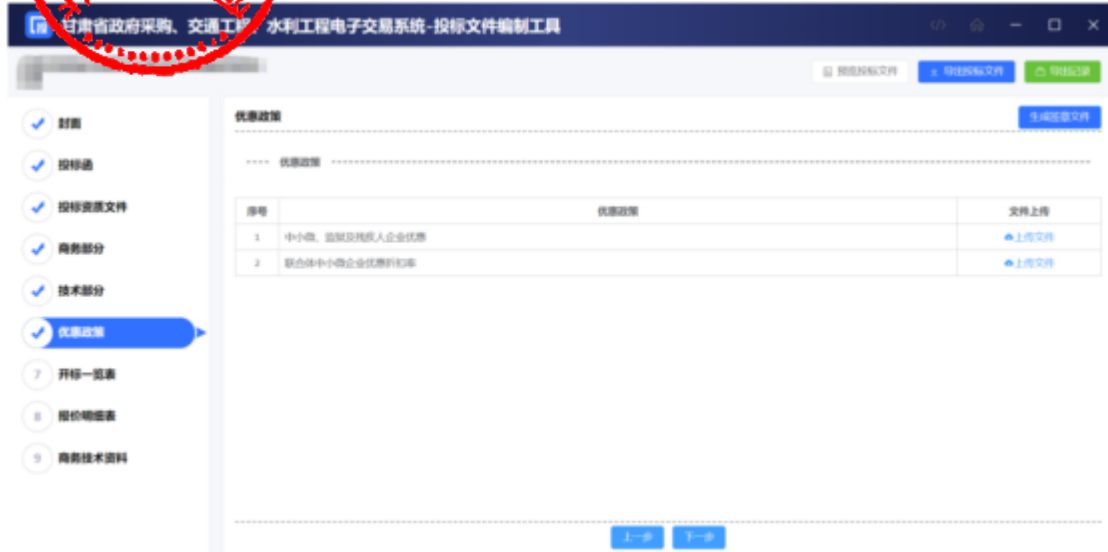 甘肃省政府采购、交通工程、水利工程电子交易系统-投标文件编制工具
预览投标文件
导出投标文件
导出记录
封面
投标函
投标资质文件
商务部分
技术部分
优惠政策
7 开标一览表
8 报价明细表
9 商务技术资料
优惠政策
生成签章文件
优惠政策
序号 优惠政策 文件上传
1 中小微、监狱及残疾人企业优惠 上传文件
2 联合体中小微企业优惠折扣率 上传文件
上一步 下一步